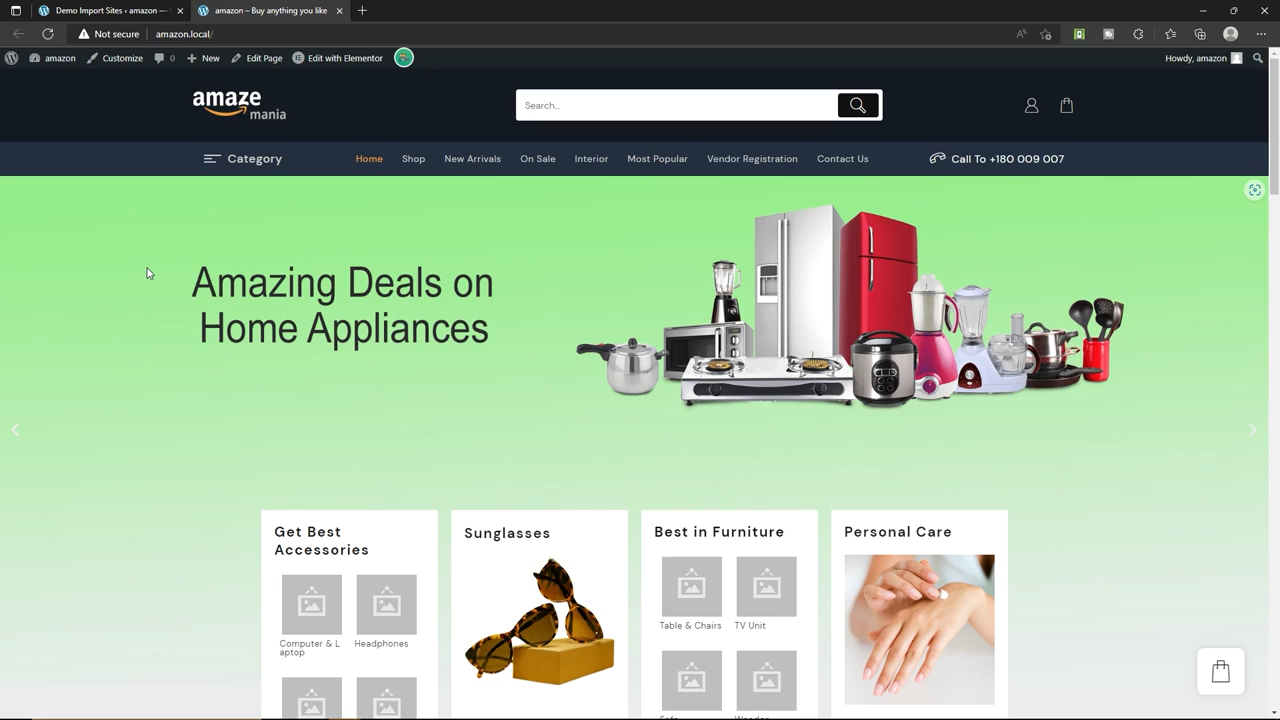 Demo Import Sites ‹ amazon —
amazon – Buy anything you like
Not secure
amazon.local/
amazon
Customize
0
New
Edit Page
Edit with Elementor
Howdy, amazon
amaze
mania
Search...
Category
Home
Shop
New Arrivals
On Sale
Interior
Most Popular
Vendor Registration
Contact Us
Call To +180 009 007
Amazing Deals on
Home Appliances
Get Best
Accessories
Computer & L
aptop
Headphones
Sunglasses
Best in Furniture
Table & Chairs
TV Unit
Personal Care